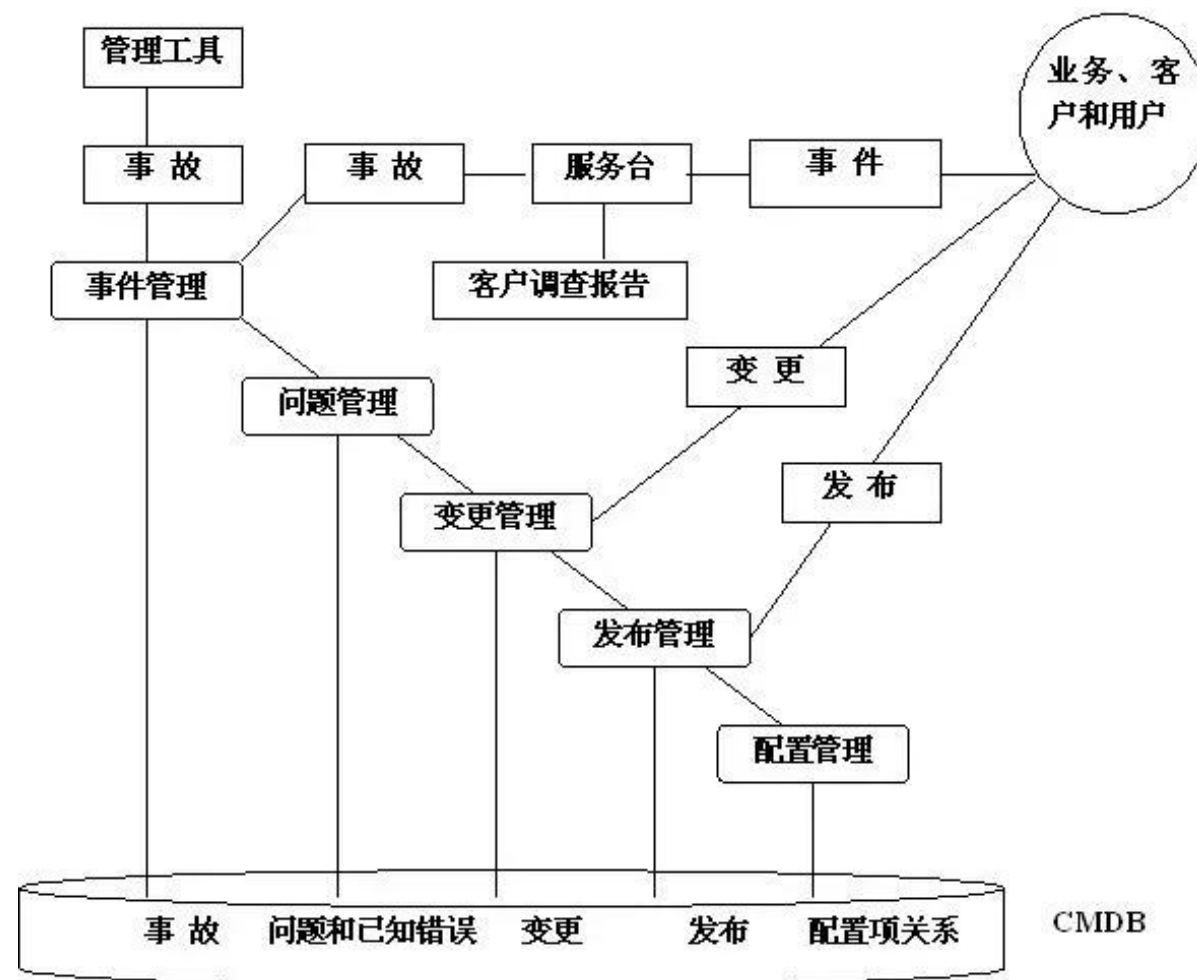 管理工具
业务、客
户和用户
事 故
事 故
服务台
事 件
事件管理
客户调查报告
变 更
问题管理
发 布
变更管理
发布管理
配置管理
事 故
问题和已知错误
变更
发布
配置项关系
CMDB